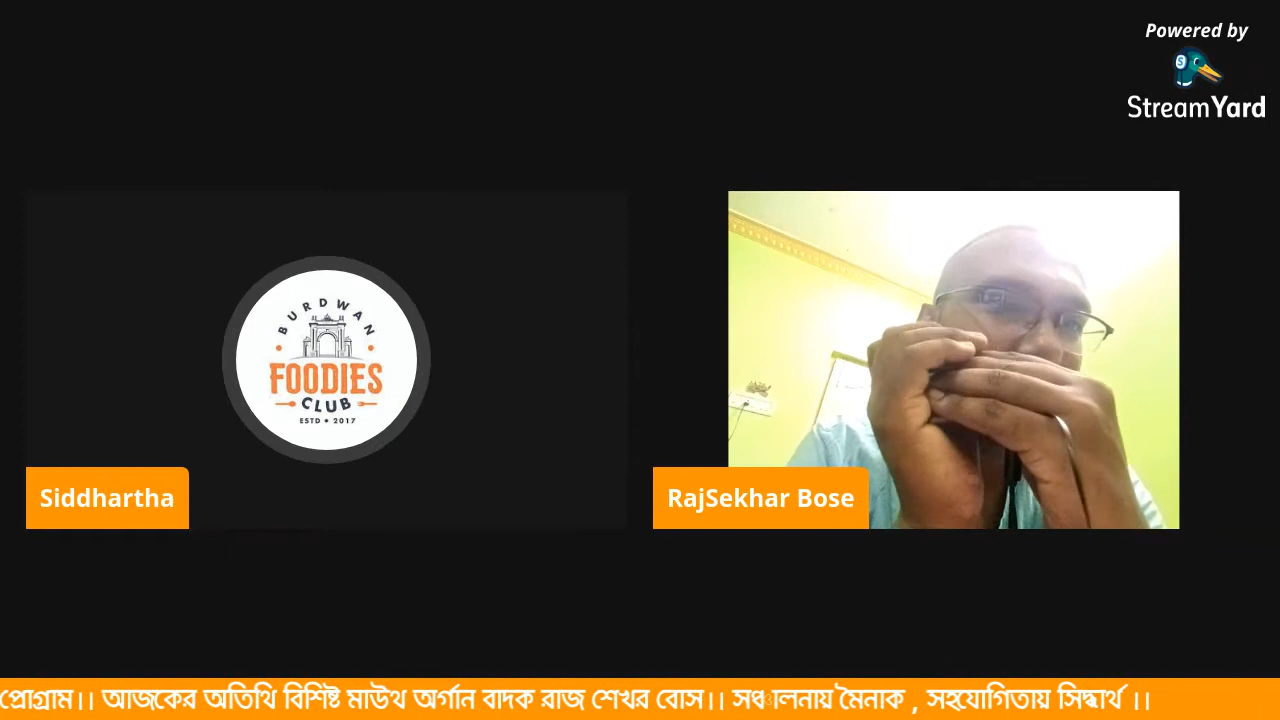 Powered by
S
StreamYard
BURDWAN
FOODIES
CLUB
ESTD • 2017
Siddhartha
RajSekhar Bose
প্রোগ্রাম।। আজকের অতিথি বিশিষ্ট মাউথ অর্গান বাদক রাজ শেখর বোস।। সঞ্চালনায় মৈনাক , সহযোগিতায় সিদ্ধার্থ ।।